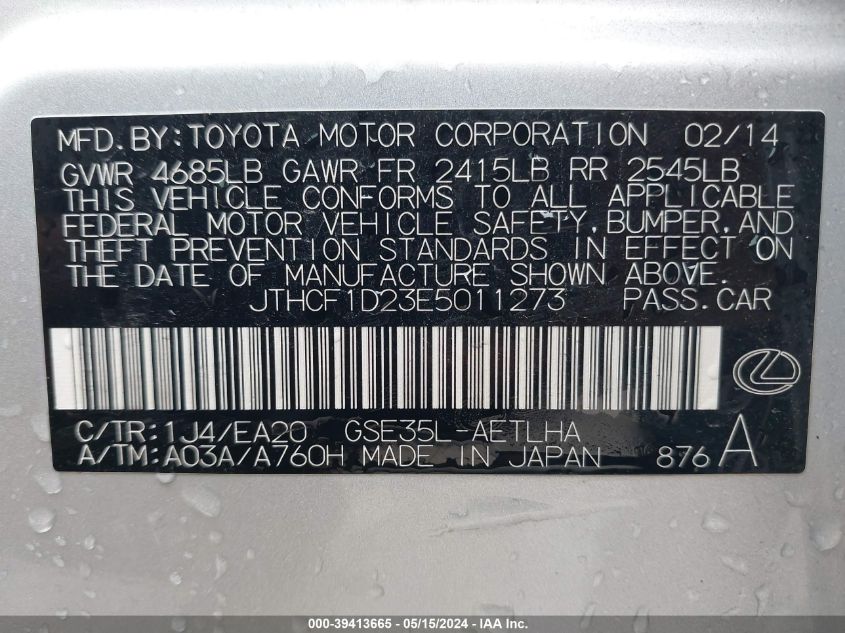 MFD. BY: TOYOTA MOTOR CORPORATION 02/14
GVWR 4685LB GAWR FR 2415LB RR 2545LB
THIS VEHICLE CONFORMS TO ALL APPLICABLE
FEDERAL MOTOR VEHICLE SAFETY, BUMPER, AND
THEFT PREVENTION STANDARDS IN EFFECT ON
THE DATE OF MANUFACTURE SHOWN ABOVE.
JTHCF1D23E5011273 PASS. CAR
C/TR: 1J4/EA20 GSE35L-AETLHA
A/TM: A03A/A760H MADE IN JAPAN 876 A
000-39413665 - 05/15/2024 - IAA Inc.